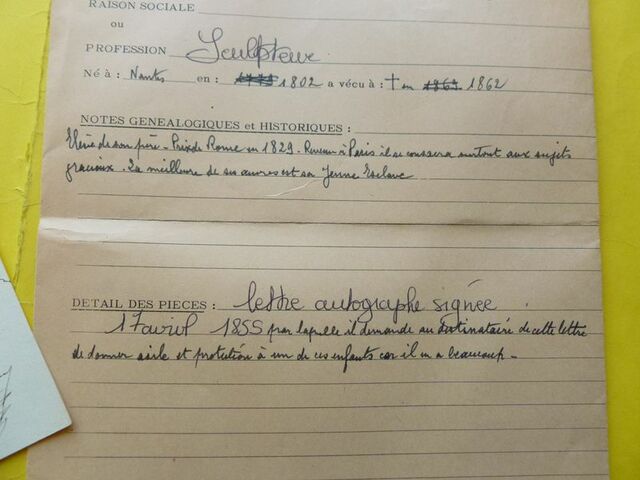 RAISON SOCIALE
ou
PROFESSION Sculpteur
Né à : Nantes en : 1802 a vécu à : † en 1862
NOTES GENEALOGIQUES et HISTORIQUES :
Elève de son père - Prix de Rome en 1829. Revenu à Paris il se consacra surtout aux sujets
gracieux. La meilleure de ses œuvres est sa Jeune Esclave
DETAIL DES PIECES : lettre autographe signée
17 avril 1855 par laquelle il demande au destinataire de cette lettre
de donner asile et protection à un de ces enfants car il en a beaucoup -